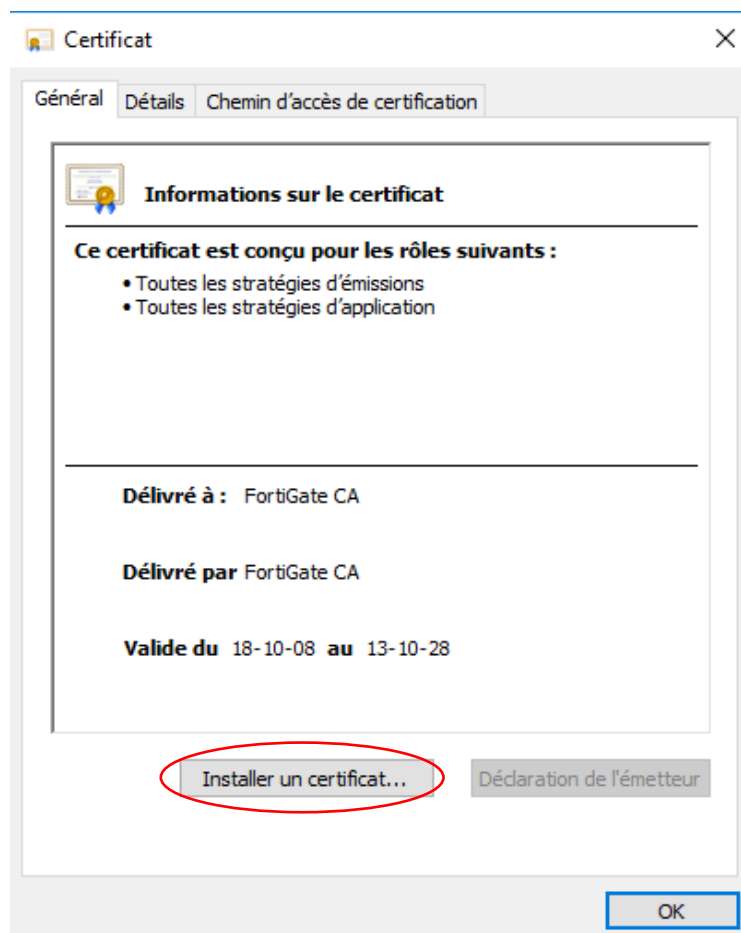 Certificat
Général Détails Chemin d'accès de certification
Informations sur le certificat
Ce certificat est conçu pour les rôles suivants :
• Toutes les stratégies d'émissions
• Toutes les stratégies d'application
Délivré à : FortiGate CA
Délivré par FortiGate CA
Valide du 18-10-08 au 13-10-28
Installer un certificat... Déclaration de l'émetteur
OK